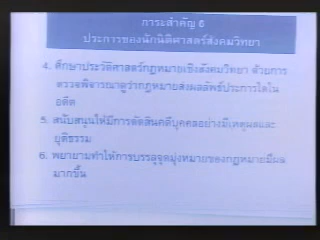 ภาระสำคัญ 6
ประการของนักนิติศาสตร์สังคมวิทยา
4. ศึกษาประวัติศาสตร์กฎหมายเชิงสังคมวิทยา ด้วยการ
ตรวจพิจารณาดูว่ากฎหมายส่งผลลัพธ์ประการใดใน
อดีต
5. สนับสนุนให้มีการตัดสินคดีบุคคลอย่างมีเหตุผลและ
ยุติธรรม
6. พยายามทำให้การบรรลุจุดมุ่งหมายของกฎหมายมีผล
มากขึ้น